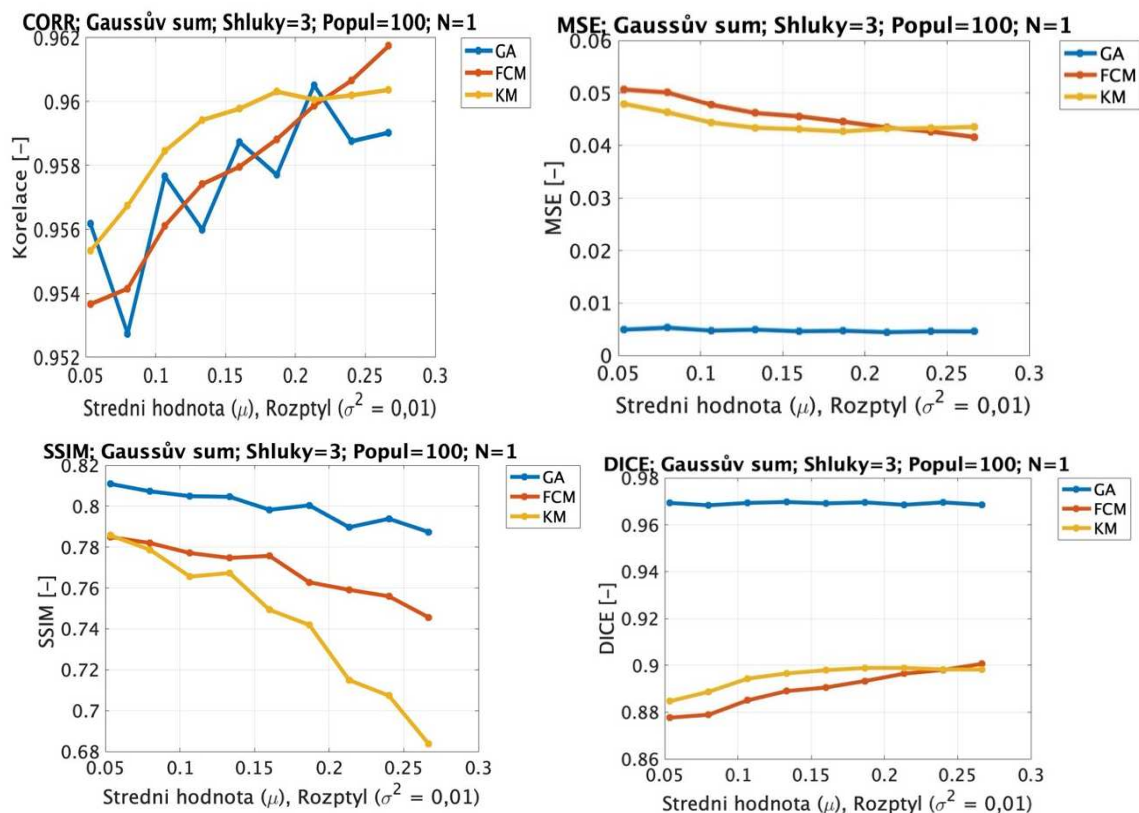 CORR; Gaussův sum; Shluky=3; Popul=100; N=1
0.962
0.96
0.958
0.956
0.954
0.952
Korelace [-]
0.05 0.1 0.15 0.2 0.25 0.3
Stredni hodnota (μ), Rozptyl (σ² = 0,01)
GA
FCM
KM
MSE; Gaussův sum; Shluky=3; Popul=100; N=1
0.06
0.05
0.04
0.03
0.02
0.01
0
MSE [-]
0.05 0.1 0.15 0.2 0.25 0.3
Stredni hodnota (μ), Rozptyl (σ² = 0,01)
GA
FCM
KM
SSIM; Gaussův sum; Shluky=3; Popul=100; N=1
0.82
0.8
0.78
0.76
0.74
0.72
0.7
0.68
SSIM [-]
0.05 0.1 0.15 0.2 0.25 0.3
Stredni hodnota (μ), Rozptyl (σ² = 0,01)
GA
FCM
KM
DICE; Gaussův sum; Shluky=3; Popul=100; N=1
0.98
0.96
0.94
0.92
0.9
0.88
0.86
DICE [-]
0.05 0.1 0.15 0.2 0.25 0.3
Stredni hodnota (μ), Rozptyl (σ² = 0,01)
GA
FCM
KM